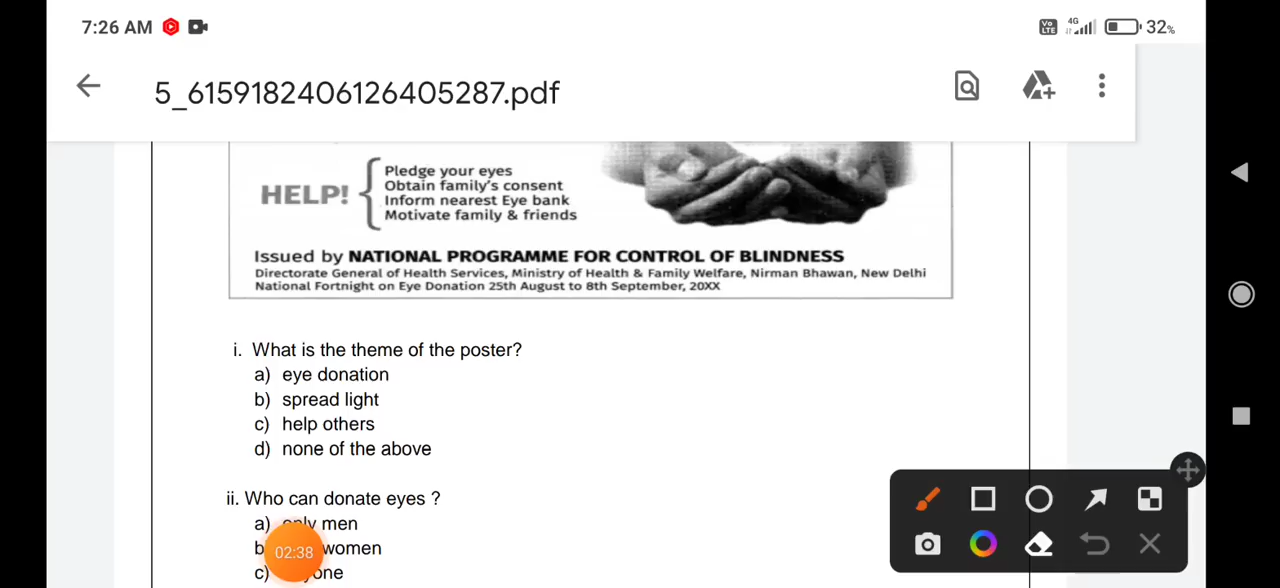 7:26 AM
Vo LTE 4G 32%
5_6159182406126405287.pdf
HELP!
Pledge your eyes
Obtain family's consent
Inform nearest Eye bank
Motivate family & friends
Issued by NATIONAL PROGRAMME FOR CONTROL OF BLINDNESS
Directorate General of Health Services, Ministry of Health & Family Welfare, Nirman Bhawan, New Delhi
National Fortnight on Eye Donation 25th August to 8th September, 20XX
i. What is the theme of the poster?
a) eye donation
b) spread light
c) help others
d) none of the above
ii. Who can donate eyes ?
a) only men
b women
c)
02:38